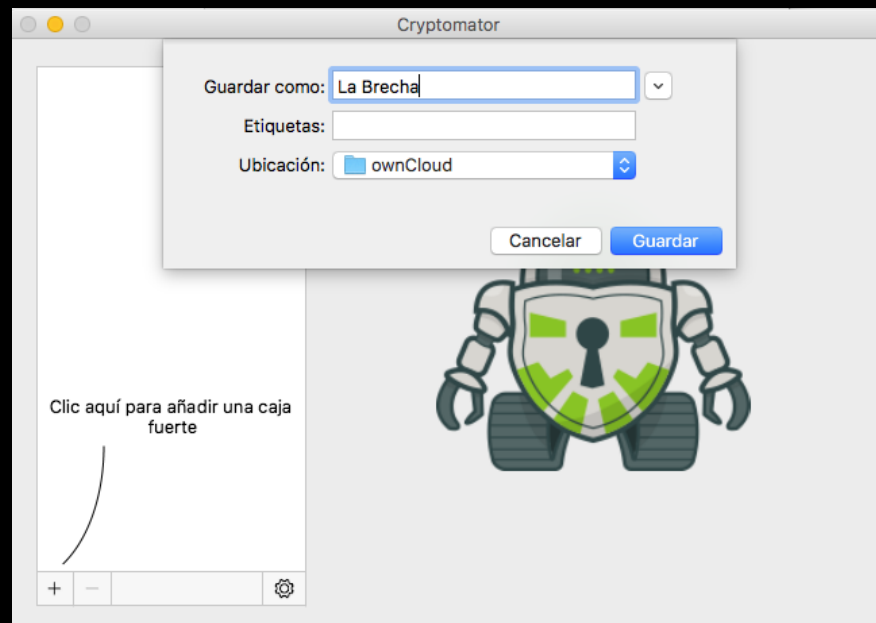 Cryptomator
Guardar como: La Brecha
Etiquetas:
Ubicación: ownCloud
Cancelar Guardar
Clic aquí para añadir una caja
fuerte